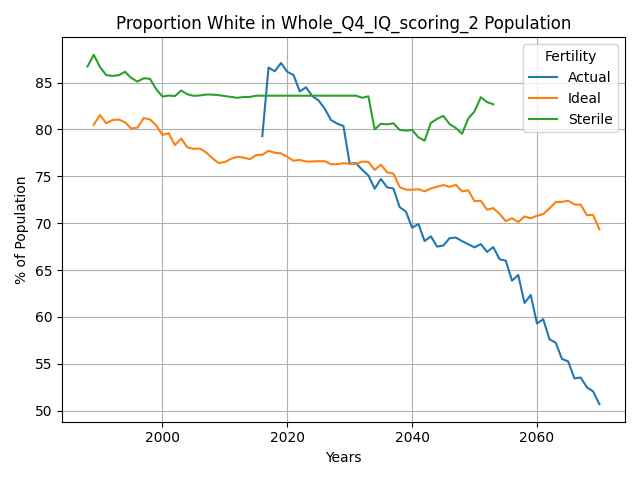 Proportion White in Whole_Q4_IQ_scoring_2 Population
Fertility
Actual
Ideal
Sterile
% of Population
85
80
75
70
65
60
55
50
2000
2020
2040
2060
Years